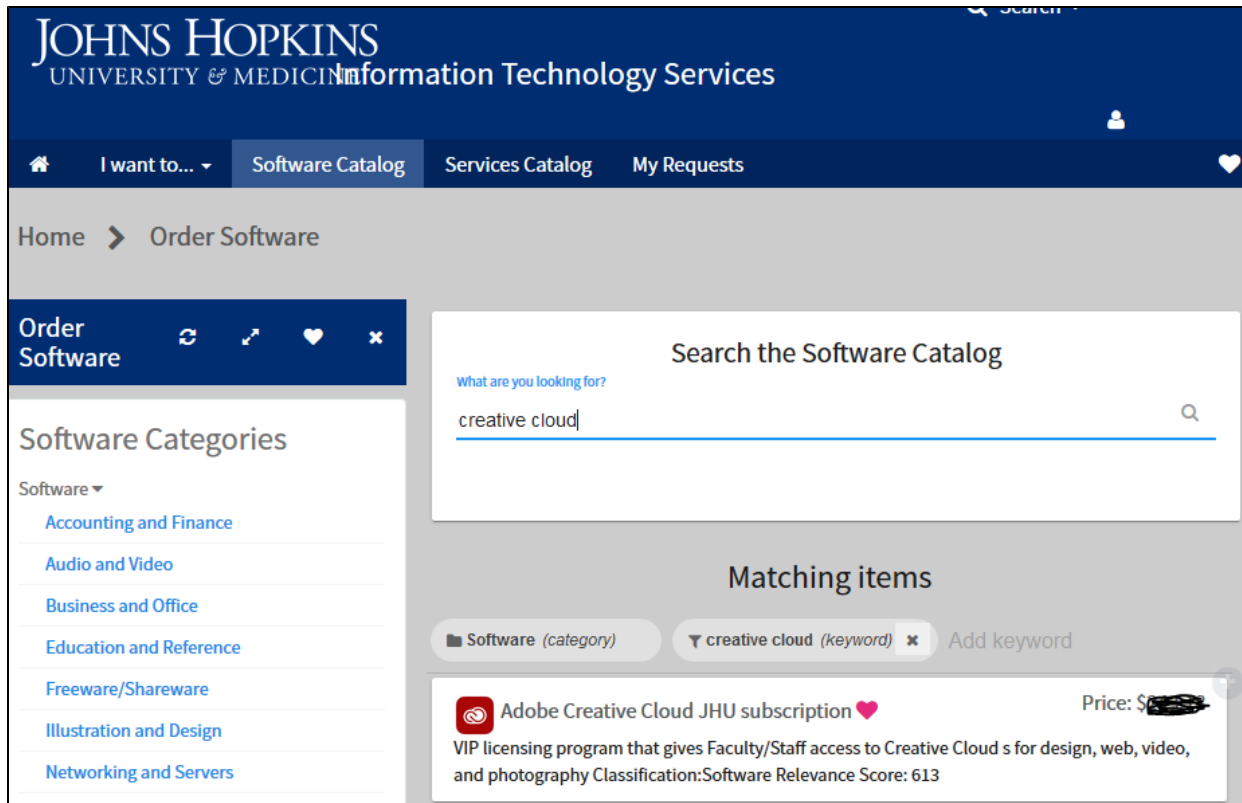 Search
JOHNS HOPKINS
UNIVERSITY & MEDICINE
Information Technology Services
I want to...
Software Catalog
Services Catalog
My Requests
Home
Order Software
Order
Software
Search the Software Catalog
What are you looking for?
creative cloud
Software Categories
Software
Accounting and Finance
Audio and Video
Business and Office
Education and Reference
Freeware/Shareware
Illustration and Design
Networking and Servers
Matching items
Software (category)
creative cloud (keyword)
Add keyword
Adobe Creative Cloud JHU subscription
Price: $
VIP licensing program that gives Faculty/Staff access to Creative Cloud s for design, web, video,
and photography Classification:Software Relevance Score: 613